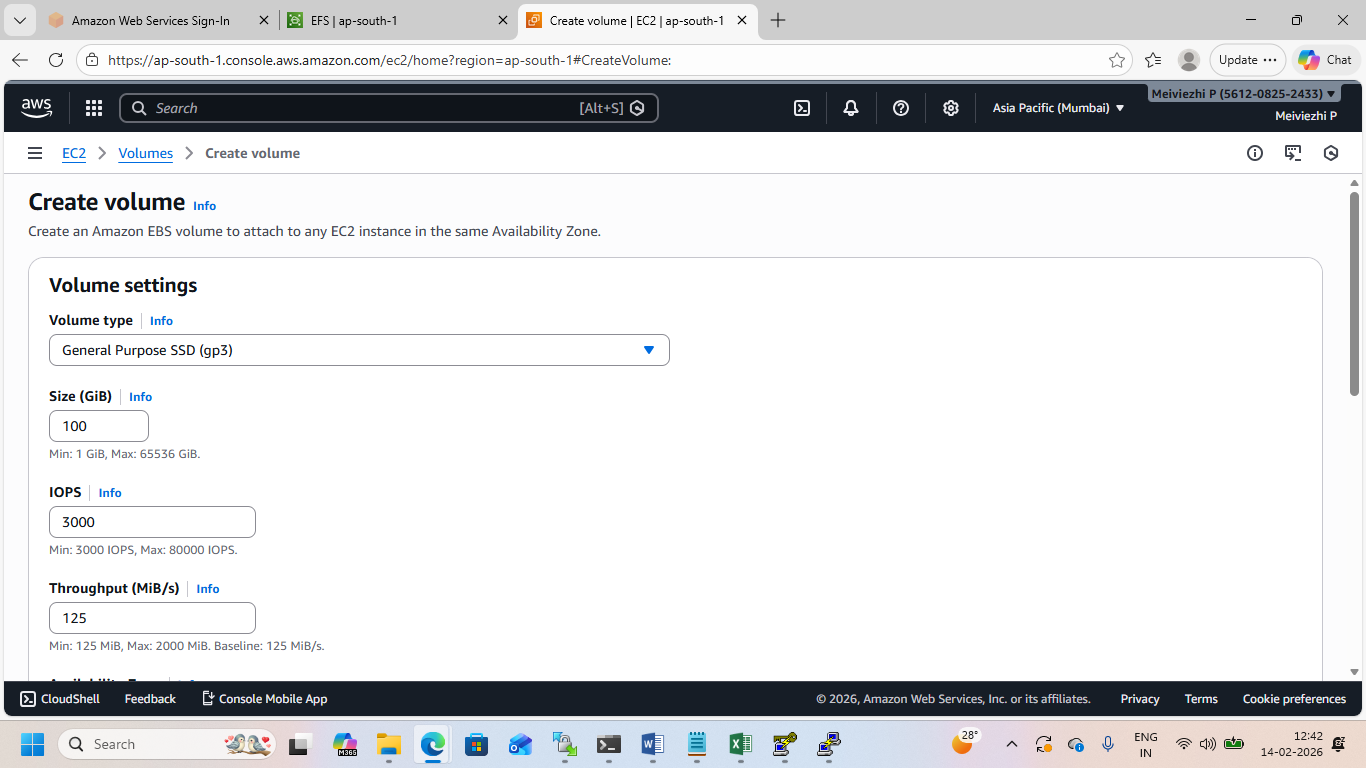 Amazon Web Services Sign-In
EFS | ap-south-1
Create volume | EC2 | ap-south-1
https://ap-south-1.console.aws.amazon.com/ec2/home?region=ap-south-1#CreateVolume:
Update
Chat
aws
Search
[Alt+S]
Asia Pacific (Mumbai)
Meiviezhi P (5612-0825-2433)
Meiviezhi P
EC2
Volumes
Create volume
Create volume Info
Create an Amazon EBS volume to attach to any EC2 instance in the same Availability Zone.
Volume settings
Volume type Info
General Purpose SSD (gp3)
Size (GiB) Info
100
Min: 1 GiB, Max: 65536 GiB.
IOPS Info
3000
Min: 3000 IOPS, Max: 80000 IOPS.
Throughput (MiB/s) Info
125
Min: 125 MiB, Max: 2000 MiB. Baseline: 125 MiB/s.
CloudShell
Feedback
Console Mobile App
© 2026, Amazon Web Services, Inc. or its affiliates.
Privacy
Terms
Cookie preferences
Search
M365
28°
ENG
IN
12:42
14-02-2026